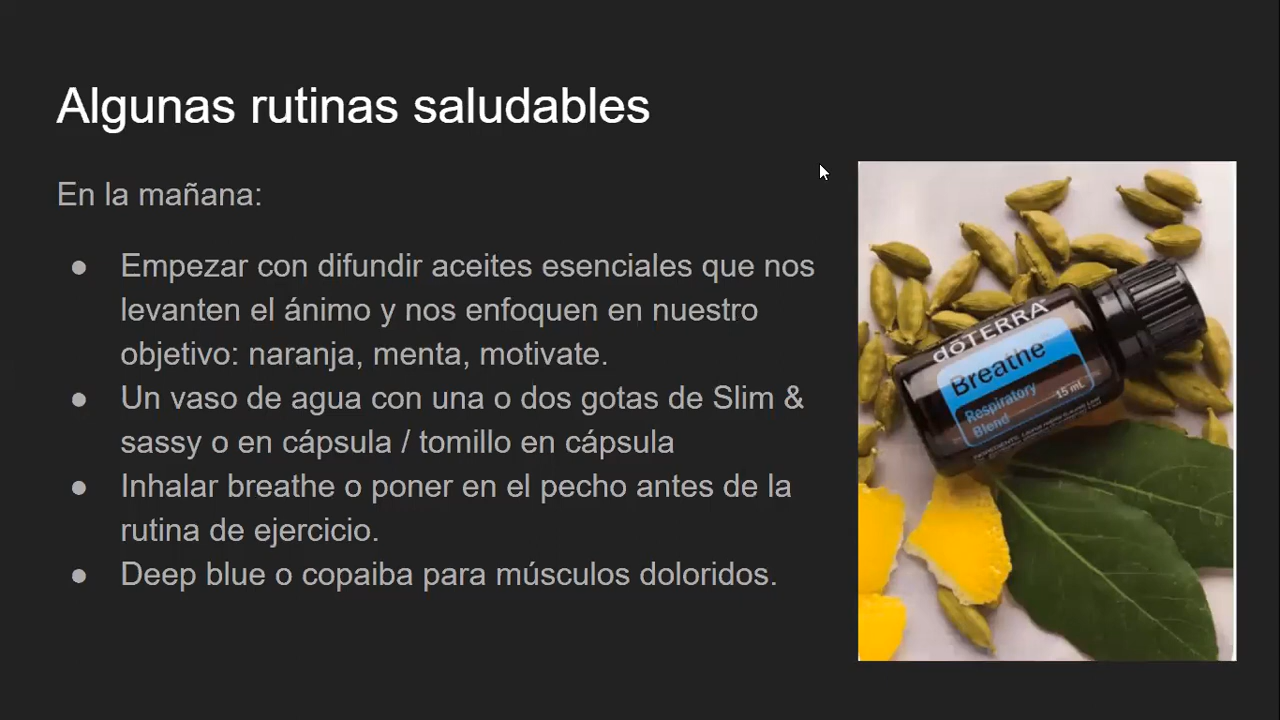 Algunas rutinas saludables
En la mañana:
● Empezar con difundir aceites esenciales que nos
levanten el ánimo y nos enfoquen en nuestro
objetivo: naranja, menta, motivate.
● Un vaso de agua con una o dos gotas de Slim &
sassy o en cápsula / tomillo en cápsula
● Inhalar breathe o poner en el pecho antes de la
rutina de ejercicio.
● Deep blue o copaiba para músculos doloridos.
dōTERRA
Breathe
Respiratory
Blend
15 mL